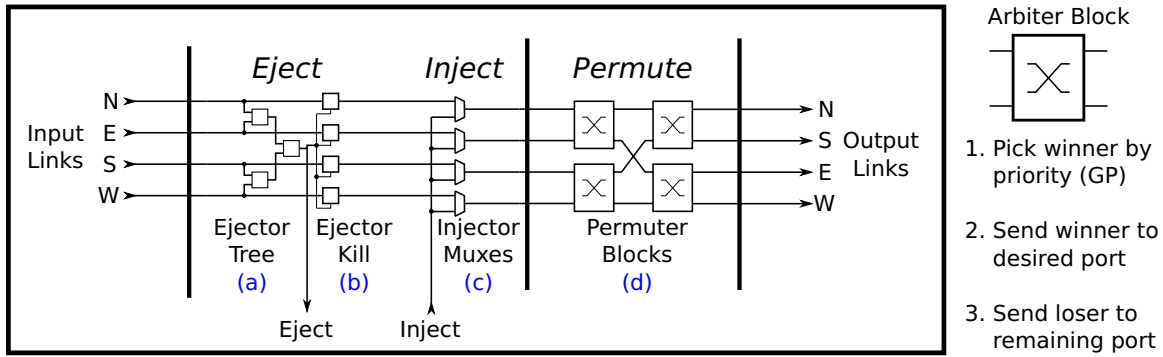 Eject
Inject
Permute
Input
Links
N
E
S
W
N
S
E
W
Output
Links
Ejector
Tree
(a)
Ejector
Kill
(b)
Injector
Muxes
(c)
Permuter
Blocks
(d)
Eject
Inject
Arbiter Block
1. Pick winner by
priority (GP)
2. Send winner to
desired port
3. Send loser to
remaining port